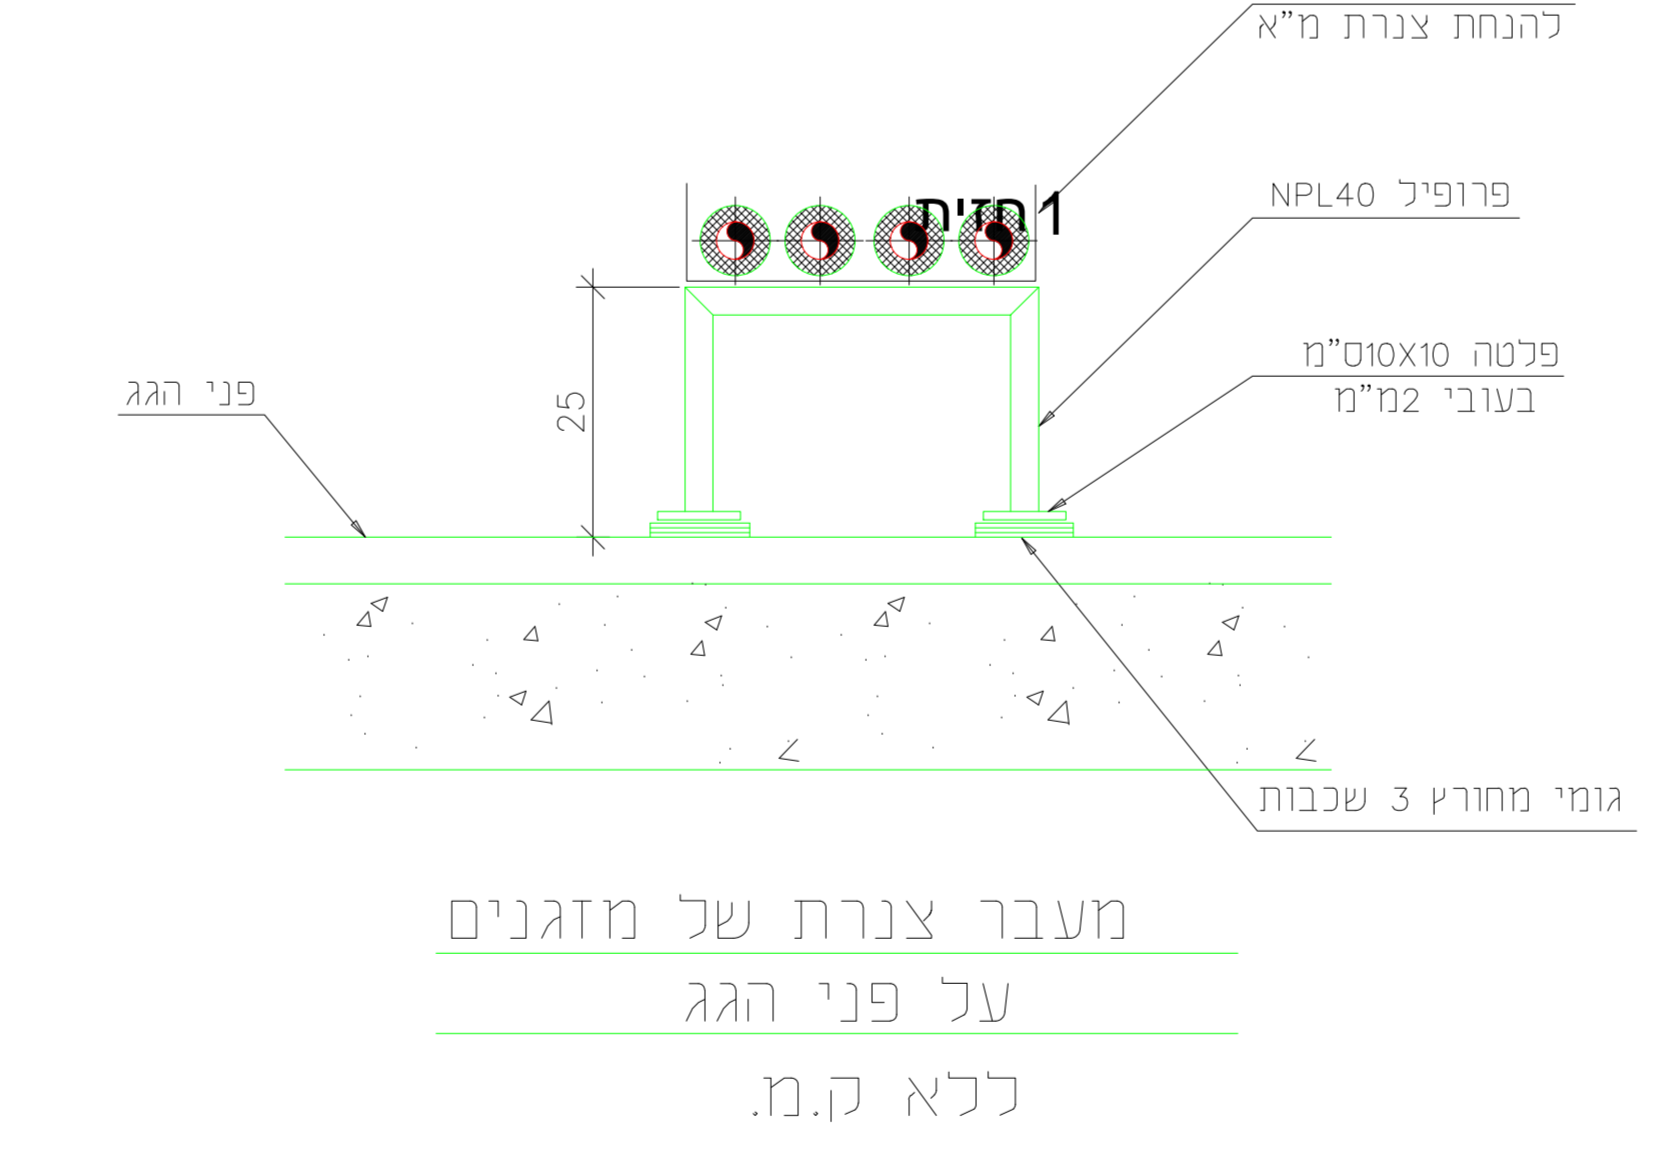 להנחת צנרת מ"א
חזית 1
פרופיל NPL40
פלטה 10X10ס"מ
בעובי 2מ"מ
פני הגג
25
גומי מחורץ 3 שכבות
מעבר צנרת של מזגנים
על פני הגג
ללא ק.מ.